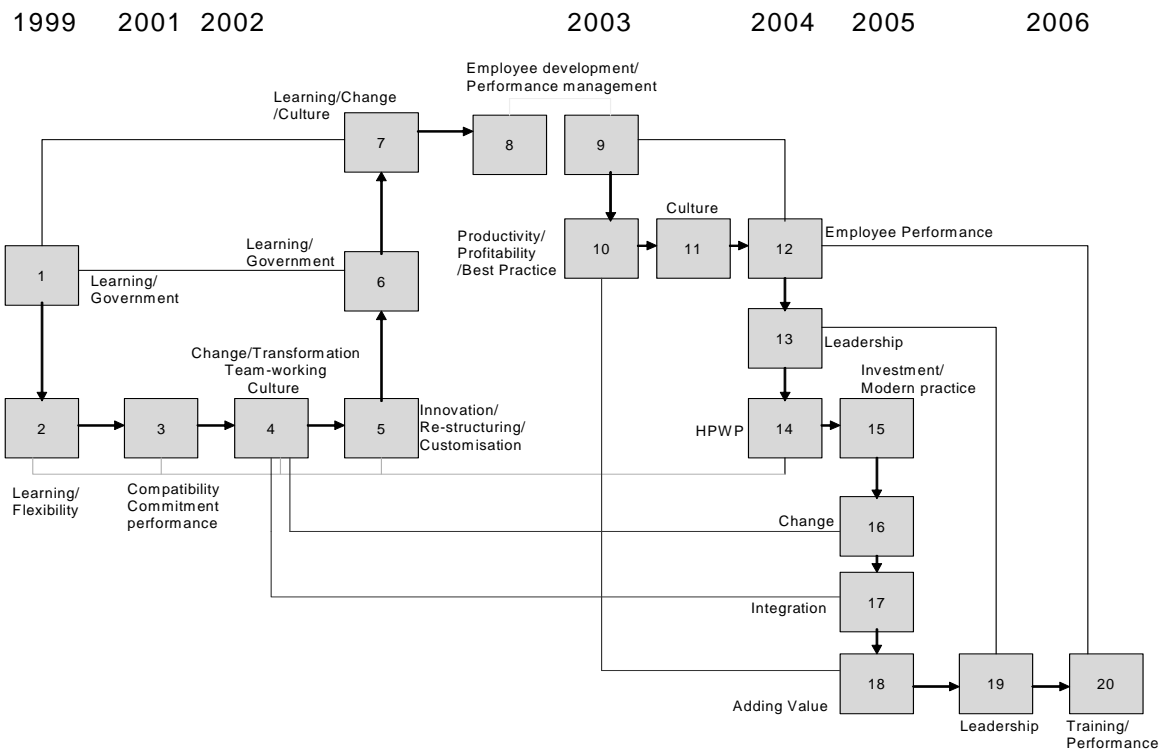 1999 2001 2002 2003 2004 2005 2006
Employee development/
Performance management
Learning/Change
/Culture
7
8
9
Culture
Learning/
Government
Productivity/
Profitability
/Best Practice
10
11
12
Employee Performance
1
Learning/
Government
6
13
Leadership
Change/Transformation
Team-working
Culture
Investment/
Modern practice
2
3
4
5
Innovation/
Re-structuring/
Customisation
HPWP
14
15
Learning/
Flexibility
Compatibility
Commitment
performance
Change
16
Integration
17
Adding Value
18
19
20
Leadership
Training/
Performance